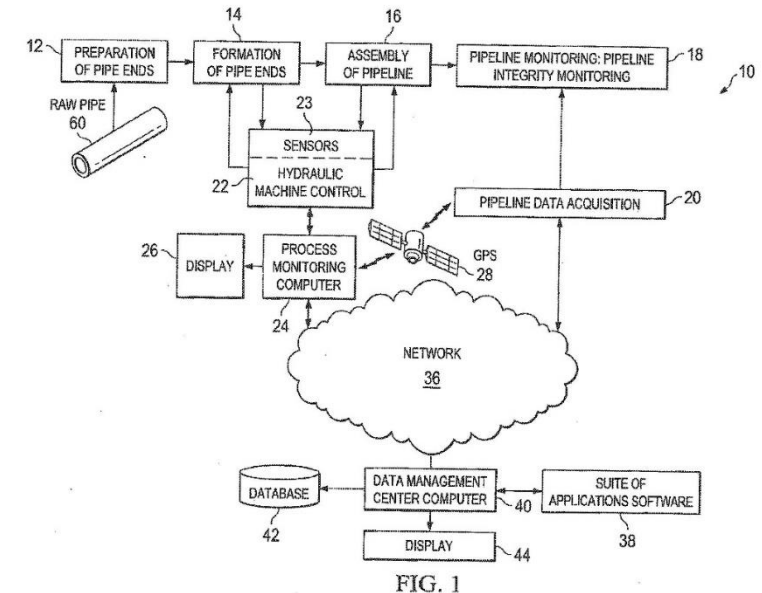 12
PREPARATION
OF PIPE ENDS
14
FORMATION
OF PIPE ENDS
16
ASSEMBLY
OF PIPELINE
PIPELINE MONITORING: PIPELINE
INTEGRITY MONITORING
18
10
RAW PIPE
60
23
SENSORS
22
HYDRAULIC
MACHINE CONTROL
PIPELINE DATA ACQUISITION
20
26
DISPLAY
PROCESS
MONITORING
COMPUTER
24
GPS
28
NETWORK
36
DATABASE
42
DATA MANAGEMENT
CENTER COMPUTER
40
SUITE OF
APPLICATIONS SOFTWARE
38
DISPLAY
44
FIG. 1